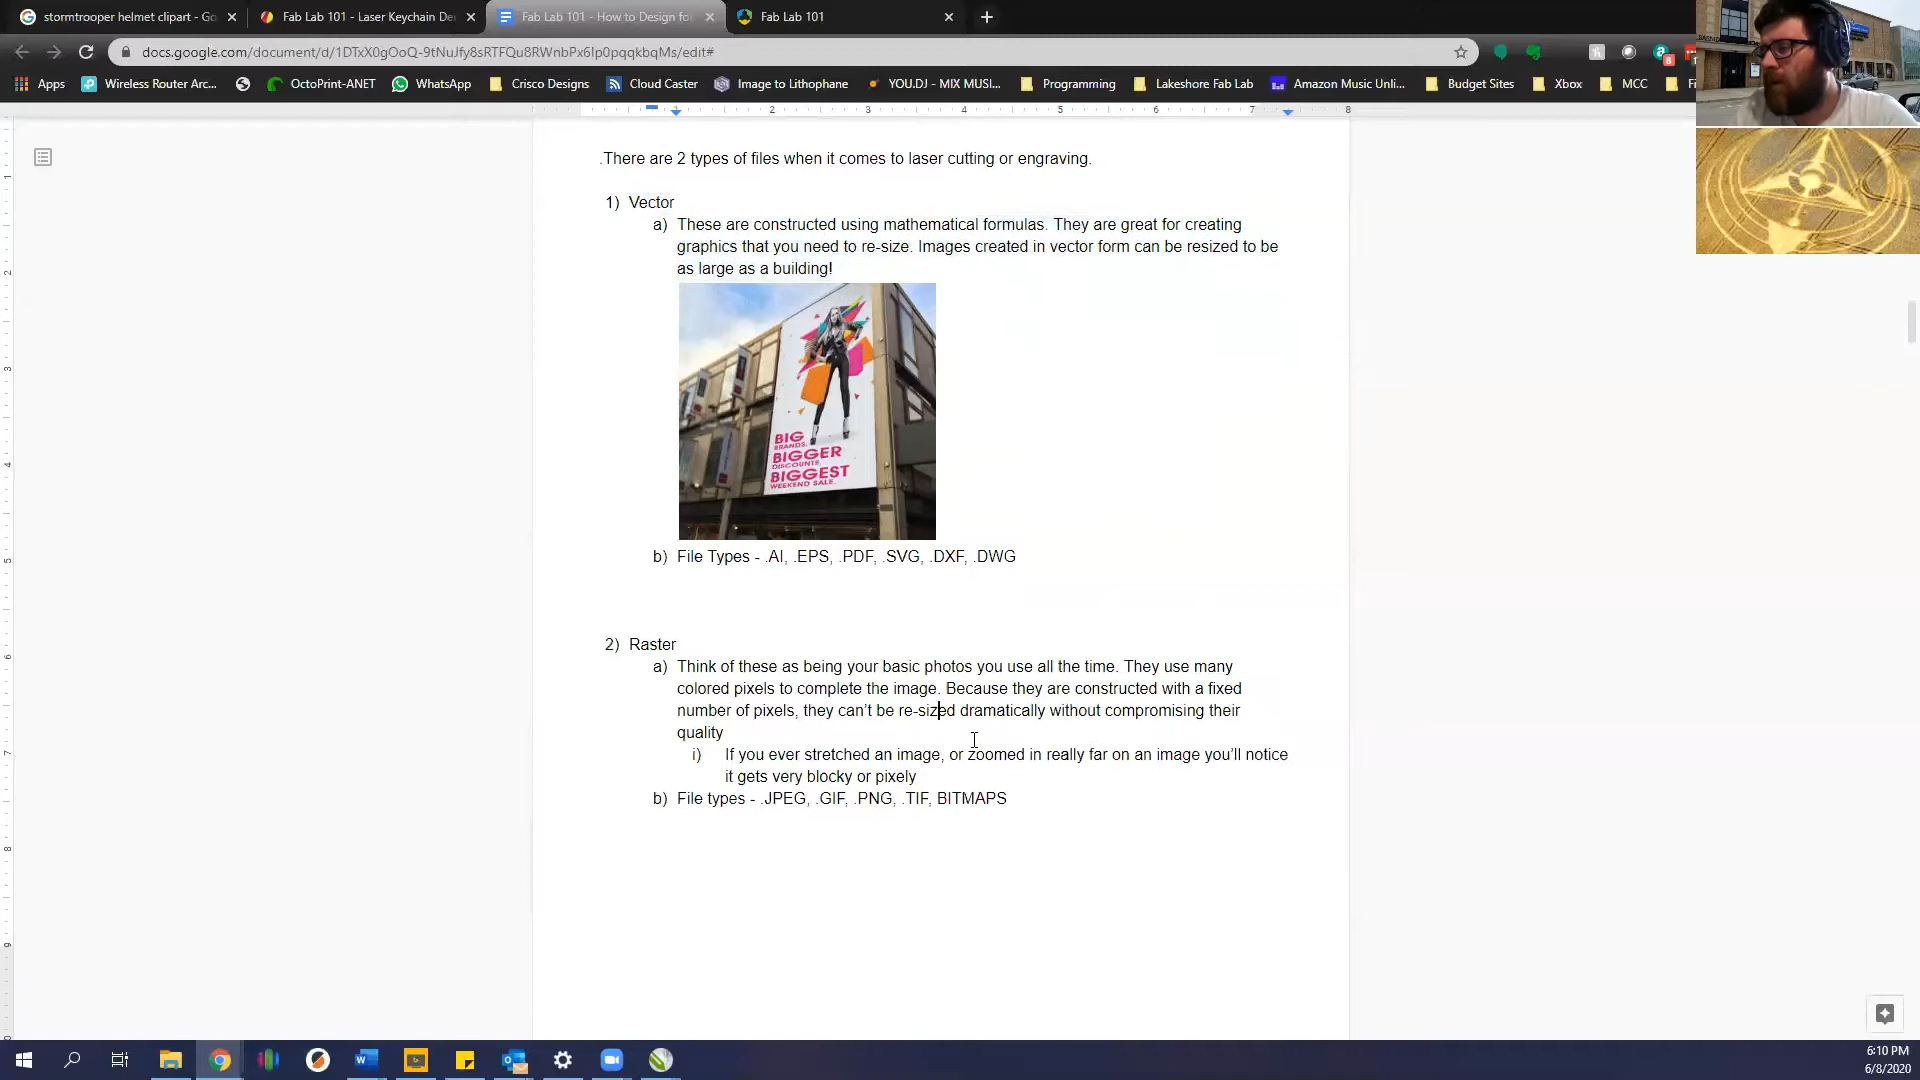 stormtrooper helmet clipart - Go
Fab Lab 101 - Laser Keychain De
Fab Lab 101 - How to Design fo
Fab Lab 101
docs.google.com/document/d/1DTxX0gOoQ-9tNuJfy8sRTFQu8RWnbPx6Ip0pqqkbqMs/edit#
8
Apps
Wireless Router Arc...
OctoPrint-ANET
WhatsApp
Crisco Designs
Cloud Caster
Image to Lithophane
YOU.DJ - MIX MUSI...
Programming
Lakeshore Fab Lab
Amazon Music Unli...
Budget Sites
Xbox
MCC
1 2 3 4 5 6 7 8
.There are 2 types of files when it comes to laser cutting or engraving.
1) Vector
a) These are constructed using mathematical formulas. They are great for creating
graphics that you need to re-size. Images created in vector form can be resized to be
as large as a building!
BIG
BRANDS.
BIGGER
DISCOUNTS.
BIGGEST
WEEKEND SALE.
b) File Types - .AI, .EPS, .PDF, .SVG, .DXF, .DWG
2) Raster
a) Think of these as being your basic photos you use all the time. They use many
colored pixels to complete the image. Because they are constructed with a fixed
number of pixels, they can’t be re-sized dramatically without compromising their
quality
i) If you ever stretched an image, or zoomed in really far on an image you’ll notice
it gets very blocky or pixely
b) File types - .JPEG, .GIF, .PNG, .TIF, BITMAPS
6:10 PM
6/8/2020